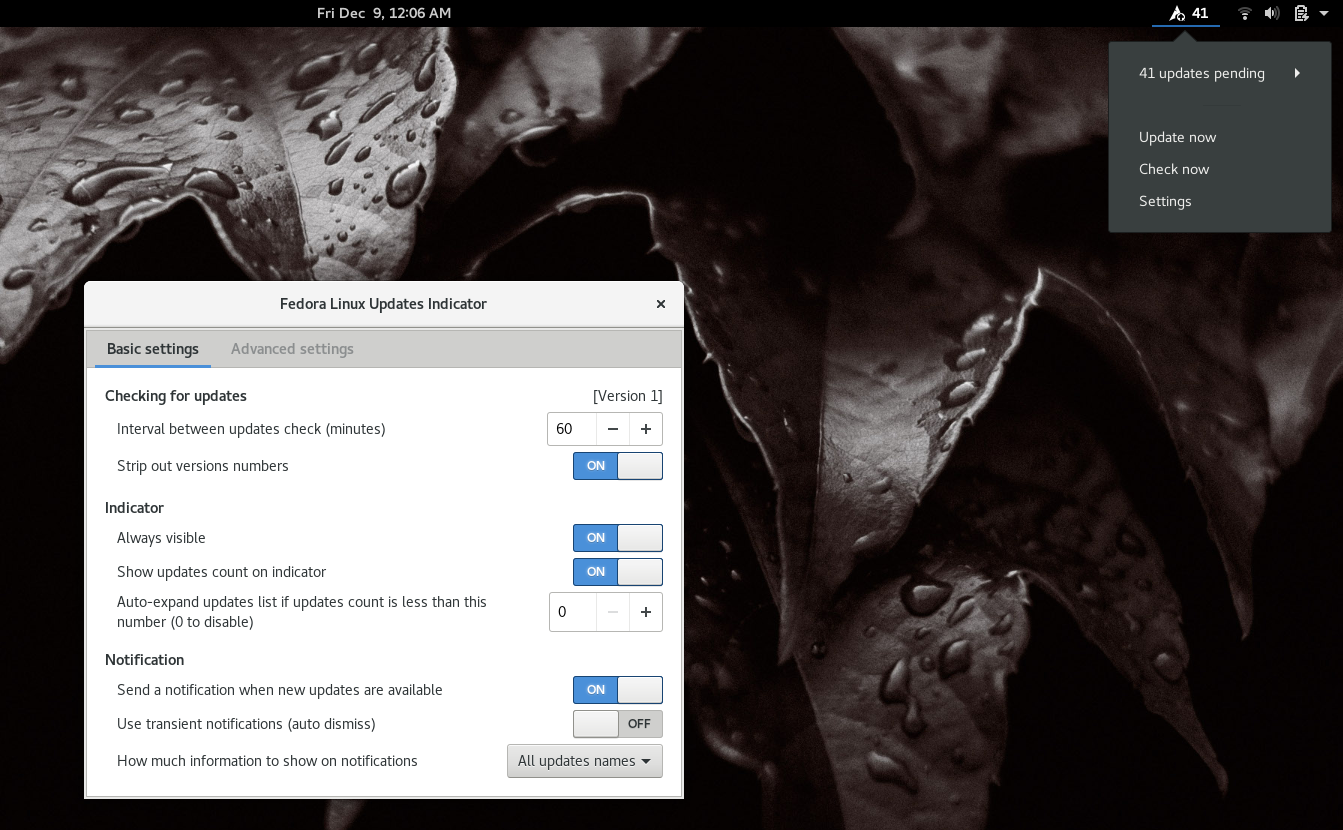 Fri Dec 9, 12:06 AM
41
41 updates pending
Update now
Check now
Settings
Fedora Linux Updates Indicator
Basic settings
Advanced settings
Checking for updates
[Version 1]
Interval between updates check (minutes)
60
Strip out versions numbers
ON
Indicator
Always visible
ON
Show updates count on indicator
ON
Auto-expand updates list if updates count is less than this
number (0 to disable)
0
Notification
Send a notification when new updates are available
ON
Use transient notifications (auto dismiss)
OFF
How much information to show on notifications
All updates names